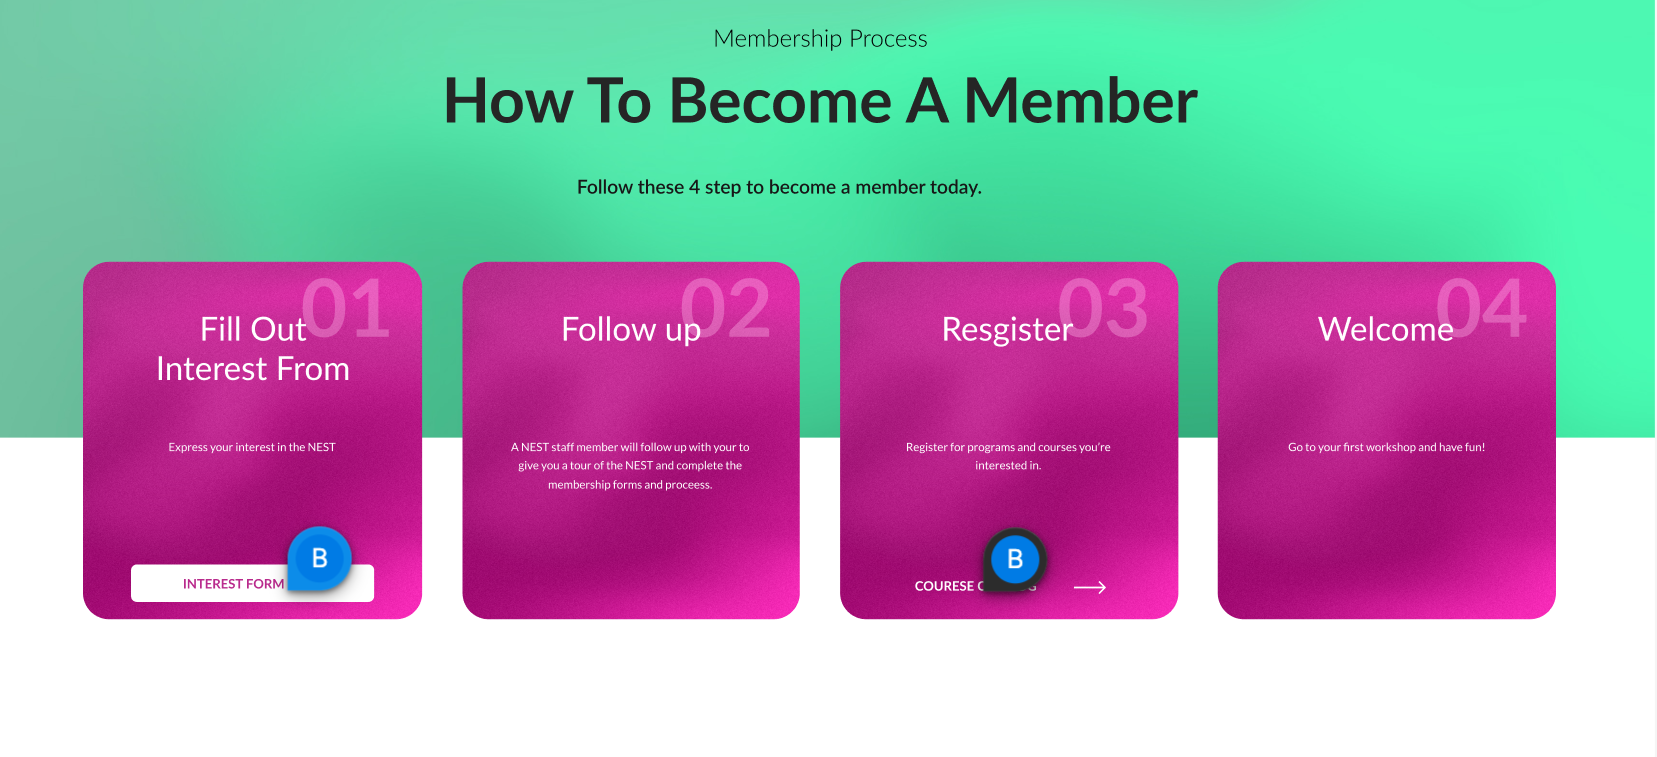 Membership Process
How To Become A Member
Follow these 4 step to become a member today.
01
Fill Out
Interest From
Express your interest in the NEST
B
INTEREST FORM
02
Follow up
A NEST staff member will follow up with your to
give you a tour of the NEST and complete the
membership forms and proceess.
03
Resgister
Register for programs and courses you're
interested in.
B
COURESE
04
Welcome
Go to your first workshop and have fun!